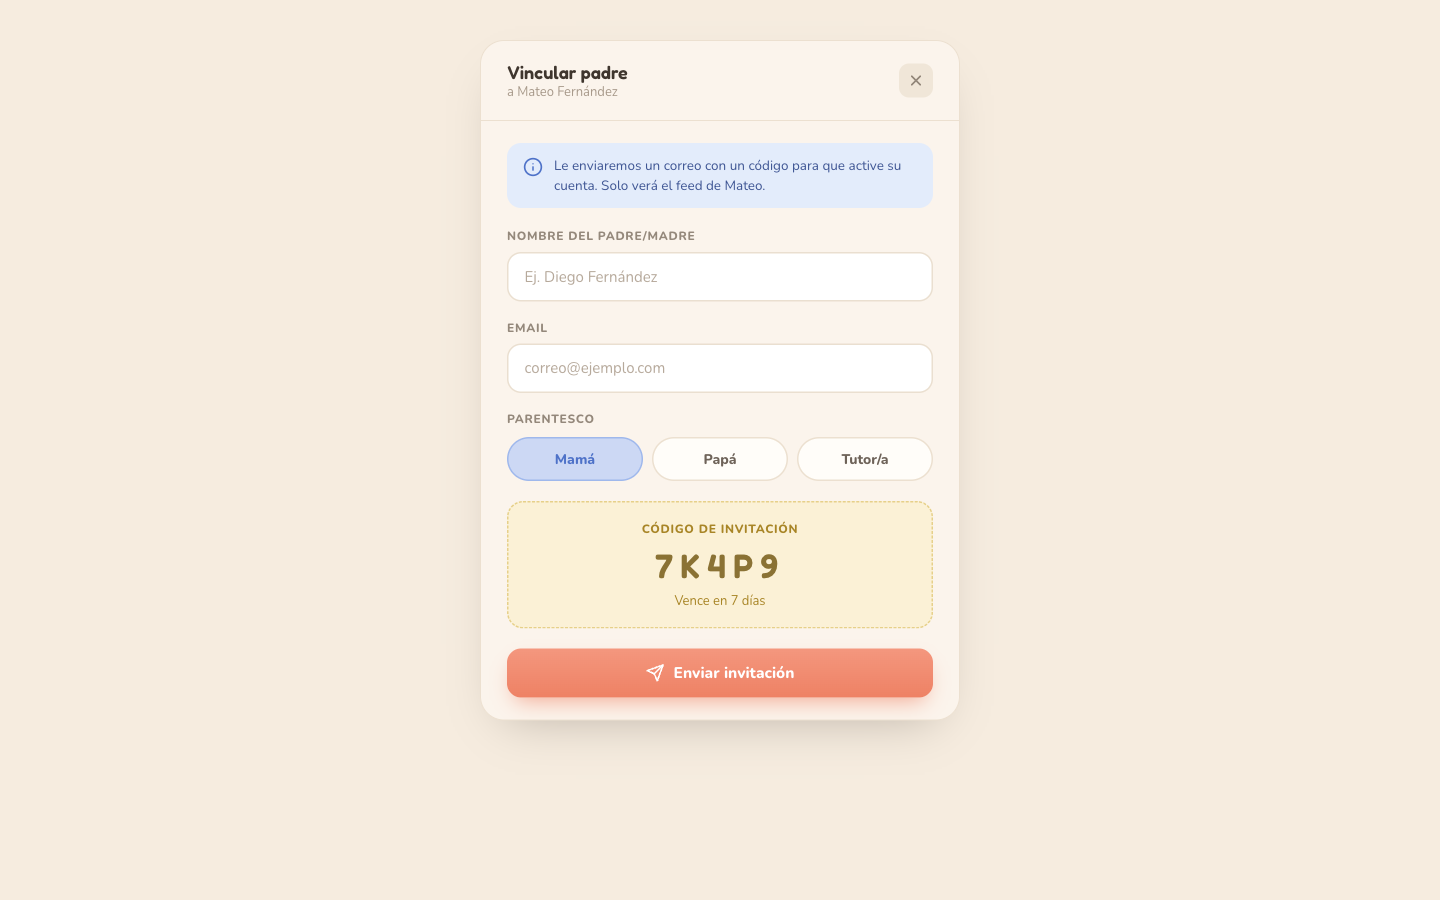 Vincular padre
a Mateo Fernández
Le enviaremos un correo con un código para que active su
cuenta. Solo verá el feed de Mateo.
NOMBRE DEL PADRE/MADRE
Ej. Diego Fernández
EMAIL
correo@ejemplo.com
PARENTESCO
Mamá Papá Tutor/a
CÓDIGO DE INVITACIÓN
7K4P9
Vence en 7 días
Enviar invitación